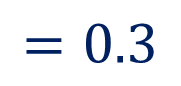 = 0.3